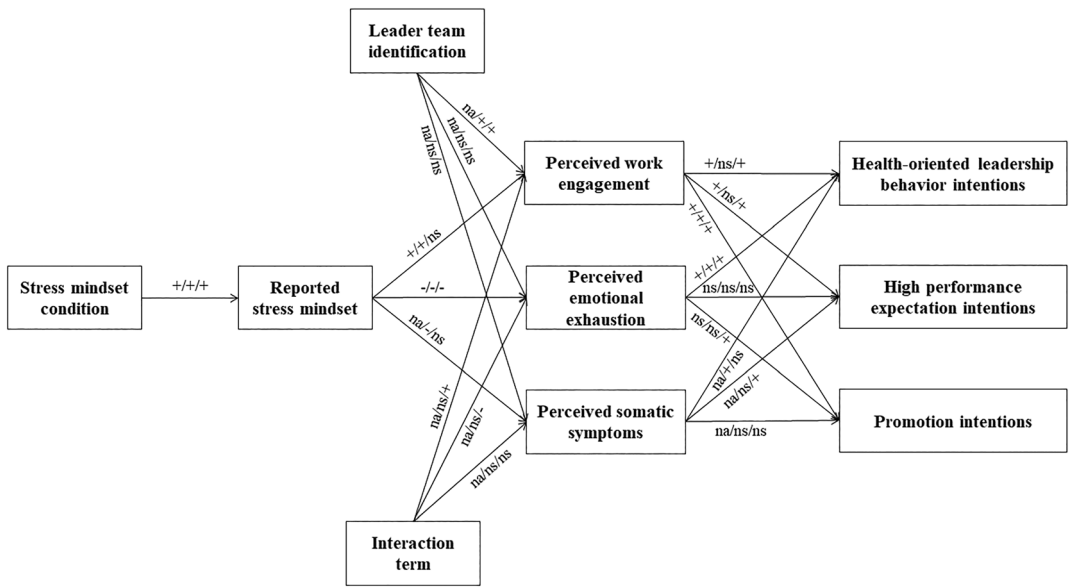 Leader team
identification
na/+/+
na/ns/ns
na/ns/ns
Perceived work
engagement
+/ns/+
Health-oriented leadership
behavior intentions
+/ns/+
+/+/+
+/+/ns
Stress mindset
condition
+/+/+
Reported
stress mindset
-/-/-
Perceived
emotional
exhaustion
+/+/+
ns/ns/ns
High performance
expectation intentions
ns/ns/+
na/-/ns
na/+/ns
na/ns/+
na/ns/+
na/ns/-
na/ns/ns
Perceived somatic
symptoms
na/ns/ns
Promotion intentions
Interaction
term